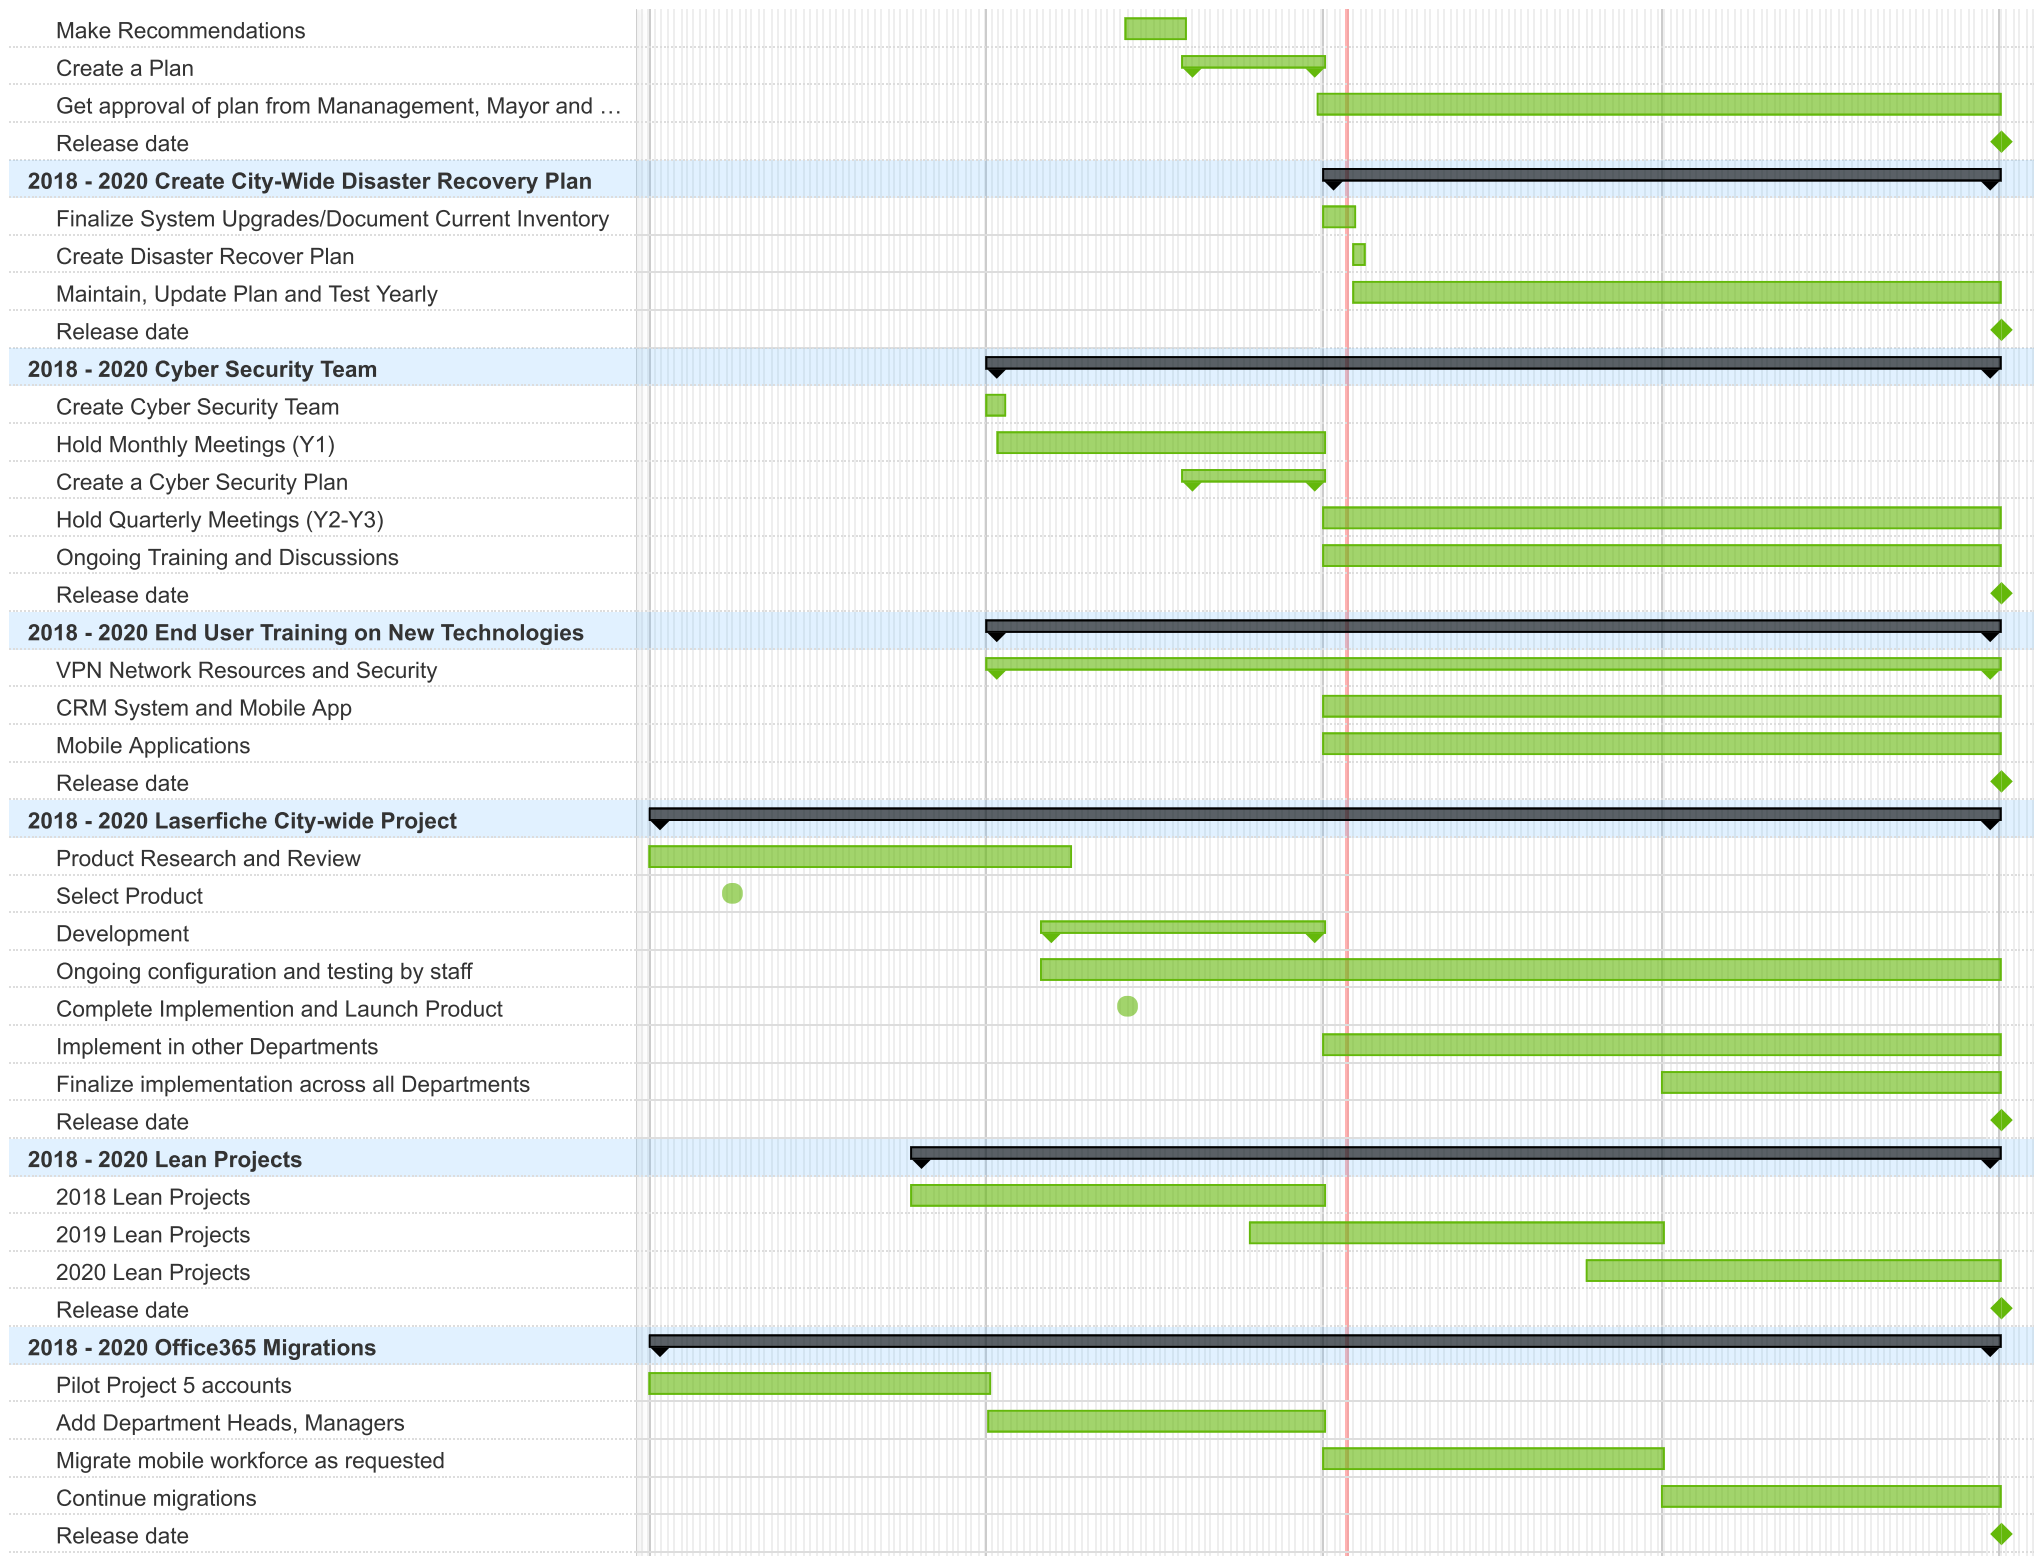 Make Recommendations
Create a Plan
Get approval of plan from Mananagement, Mayor and …
Release date
2018 - 2020 Create City-Wide Disaster Recovery Plan
Finalize System Upgrades/Document Current Inventory
Create Disaster Recover Plan
Maintain, Update Plan and Test Yearly
Release date
2018 - 2020 Cyber Security Team
Create Cyber Security Team
Hold Monthly Meetings (Y1)
Create a Cyber Security Plan
Hold Quarterly Meetings (Y2-Y3)
Ongoing Training and Discussions
Release date
2018 - 2020 End User Training on New Technologies
VPN Network Resources and Security
CRM System and Mobile App
Mobile Applications
Release date
2018 - 2020 Laserfiche City-wide Project
Product Research and Review
Select Product
Development
Ongoing configuration and testing by staff
Complete Implemention and Launch Product
Implement in other Departments
Finalize implementation across all Departments
Release date
2018 - 2020 Lean Projects
2018 Lean Projects
2019 Lean Projects
2020 Lean Projects
Release date
2018 - 2020 Office365 Migrations
Pilot Project 5 accounts
Add Department Heads, Managers
Migrate mobile workforce as requested
Continue migrations
Release date